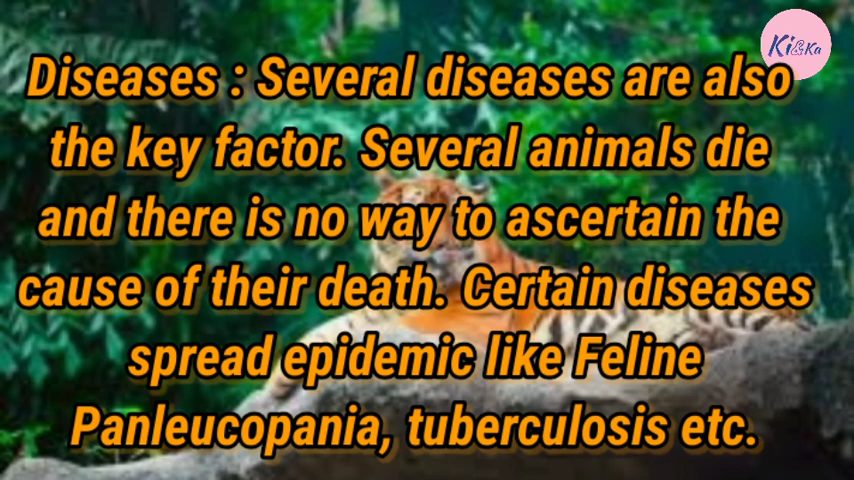 Ki&Ka
Diseases : Several diseases are also
the key factor. Several animals die
and there is no way to ascertain the
cause of their death. Certain diseases
spread epidemic like Feline
Panleucopania, tuberculosis etc.